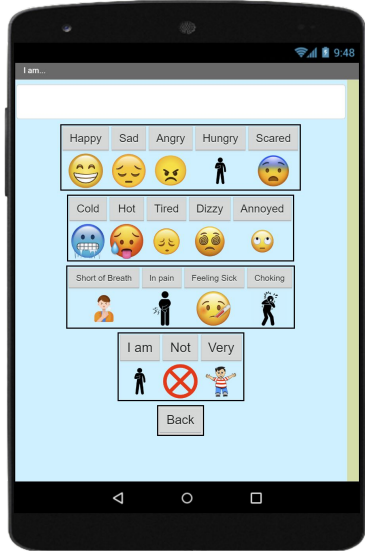 9:48
I am...
Happy Sad Angry Hungry Scared
Cold Hot Tired Dizzy Annoyed
Short of Breath In pain Feeling Sick Choking
I am Not Very
Back